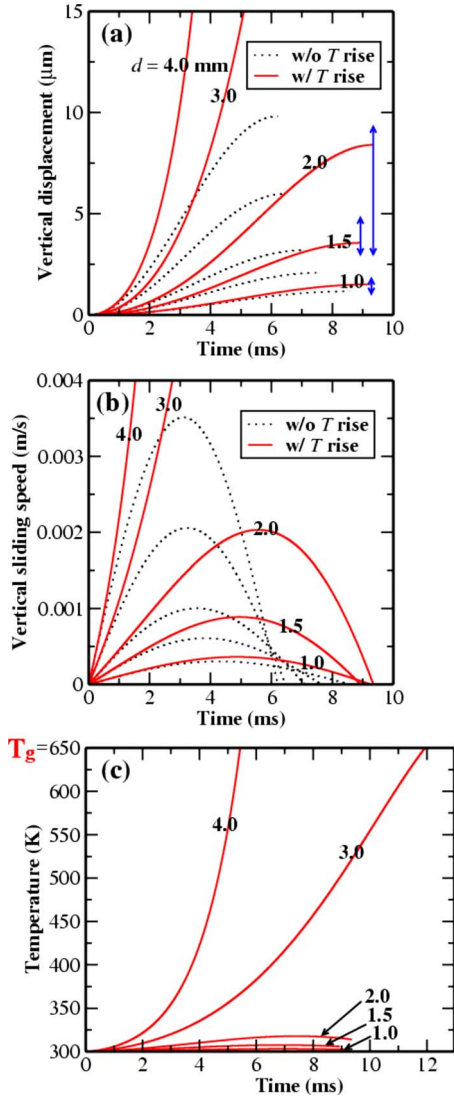 (a)
15
10
5
0
Vertical displacement (μm)
d = 4.0 mm
3.0
2.0
1.5
1.0
w/o T rise
w/ T rise
0 2 4 6 8 10
Time (ms)
(b)
0.004
0.003
0.002
0.001
0
Vertical sliding speed (m/s)
4.0
3.0
2.0
1.5
1.0
w/o T rise
w/ T rise
0 2 4 6 8 10
Time (ms)
Tg=650
(c)
600
550
500
450
400
350
300
Temperature (K)
4.0
3.0
2.0
1.5
1.0
0 2 4 6 8 10 12
Time (ms)